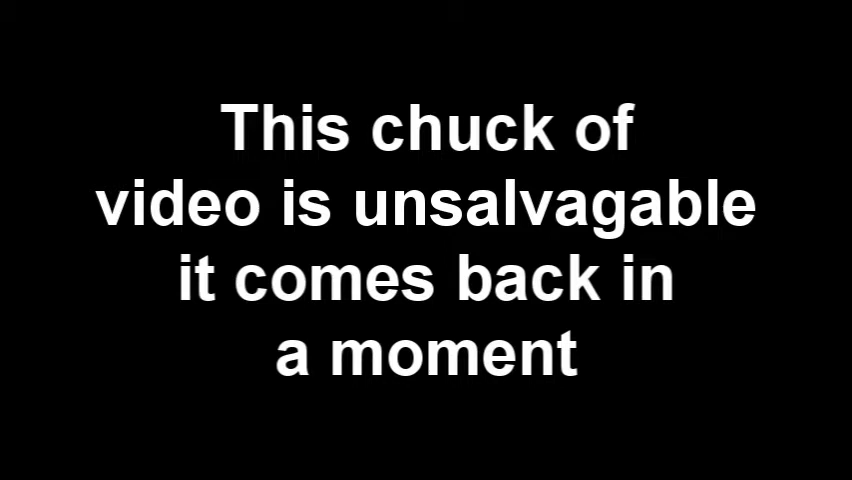 This chuck of
video is unsalvagable
it comes back in
a moment